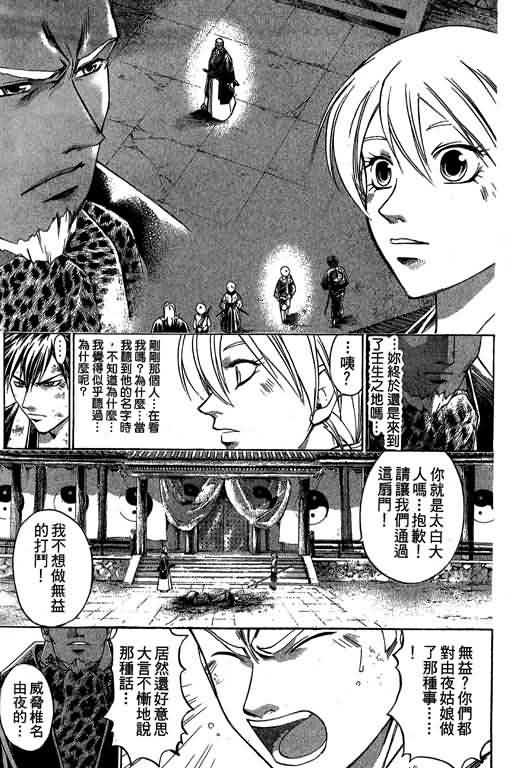 …妳終於還是來到
了壬生之地嗎…
咦？
剛剛那個人…在看
我嗎？為什麼…當
我聽到他的名字時
，不知道為什麼…
我覺得似乎聽過…
為什麼呢？
…
你就是太白大
人嗎…抱歉！
請讓我們通過
這扇門！
我不想做無益
的打鬥！
無益？你們都
對由夜姑娘做
了那種事……
！
居然還好意思
大言不慚地說
那種話…
威脅椎名
由夜的…